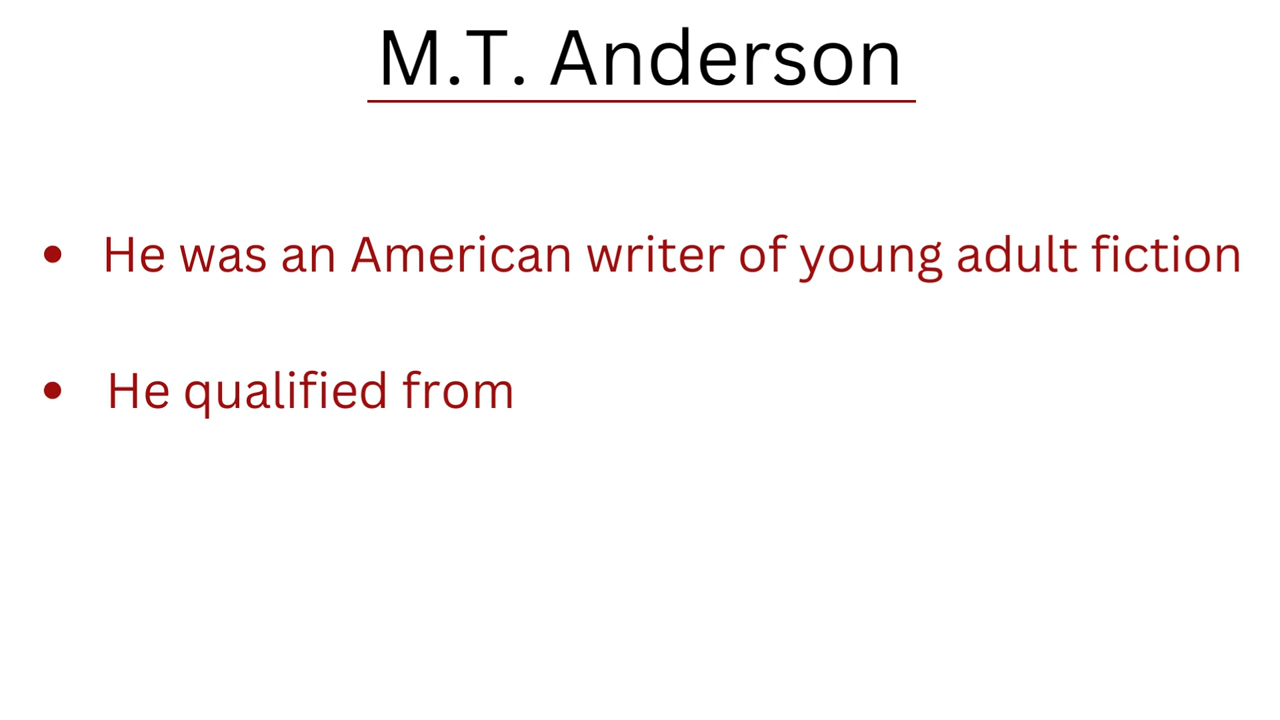 M.T. Anderson
• He was an American writer of young adult fiction
• He qualified from